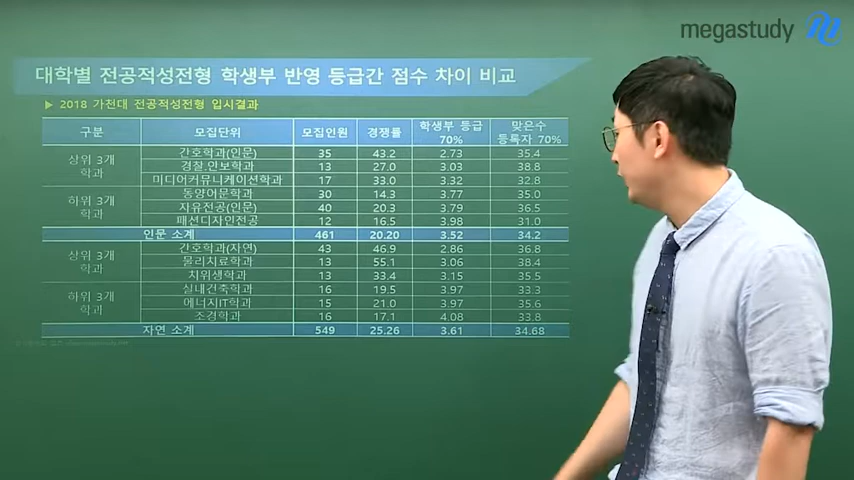 megastudy
대학별 전공적성전형 학생부 반영 등급간 점수 차이 비교
▶ 2018 가천대 전공적성전형 입시결과
구분 모집단위 모집인원 경쟁률 학생부 등급 70% 맞은수 등록자 70%
상위 3개 학과 간호학과(인문) 35 43.2 2.73 35.4
경찰.안보학과 13 27.0 3.03 38.8
미디어커뮤니케이션학과 17 33.0 3.32 32.8
하위 3개 학과 동양어문학과 30 14.3 3.77 35.0
자유전공(인문) 40 20.3 3.79 36.5
패션디자인전공 12 16.5 3.98 31.0
인문 소계 461 20.20 3.52 34.2
상위 3개 학과 간호학과(자연) 43 46.9 2.86 36.8
물리치료학과 13 55.1 3.06 38.4
치위생학과 13 33.4 3.15 35.5
하위 3개 학과 실내건축학과 16 19.5 3.97 33.3
에너지IT학과 15 21.0 3.97 35.6
조경학과 16 17.1 4.08 33.8
자연 소계 549 25.26 3.61 34.68